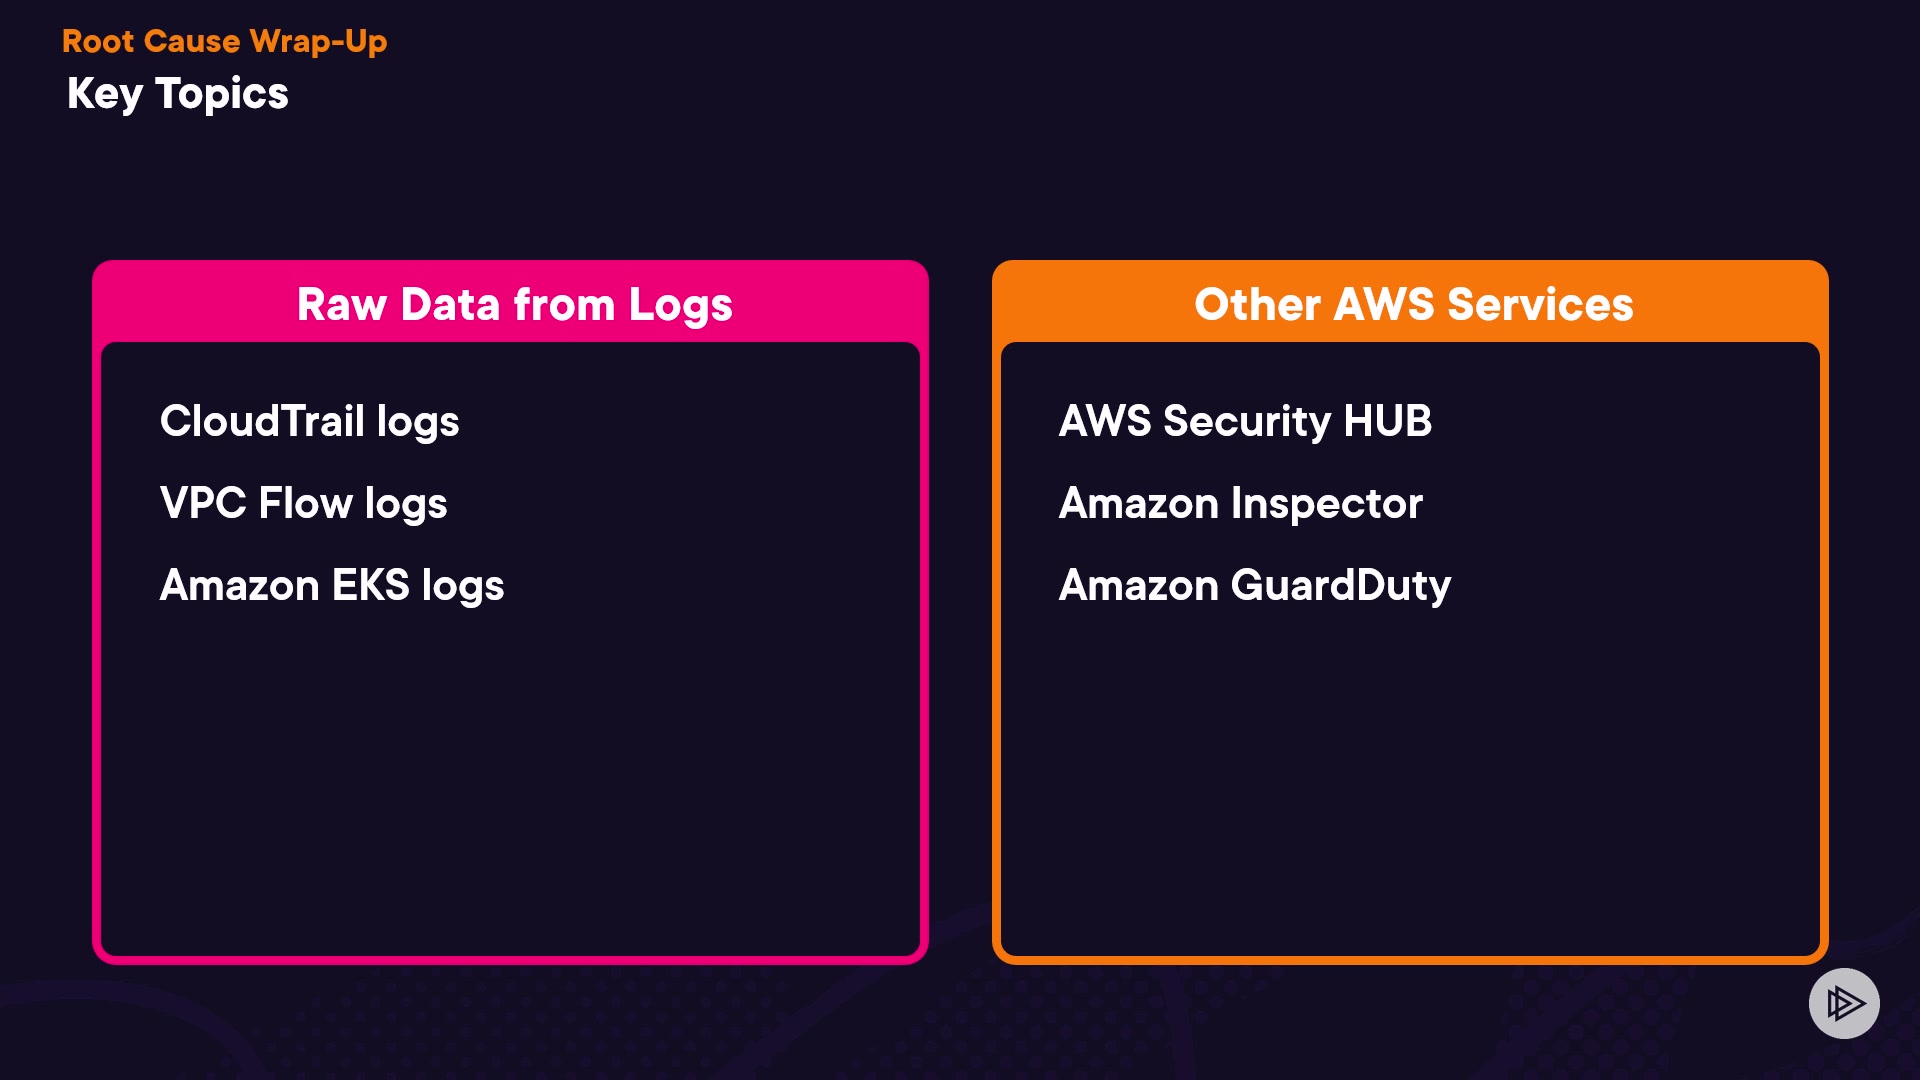 Root Cause Wrap-Up
Key Topics
Raw Data from Logs
CloudTrail logs
VPC Flow logs
Amazon EKS logs
Other AWS Services
AWS Security HUB
Amazon Inspector
Amazon GuardDuty